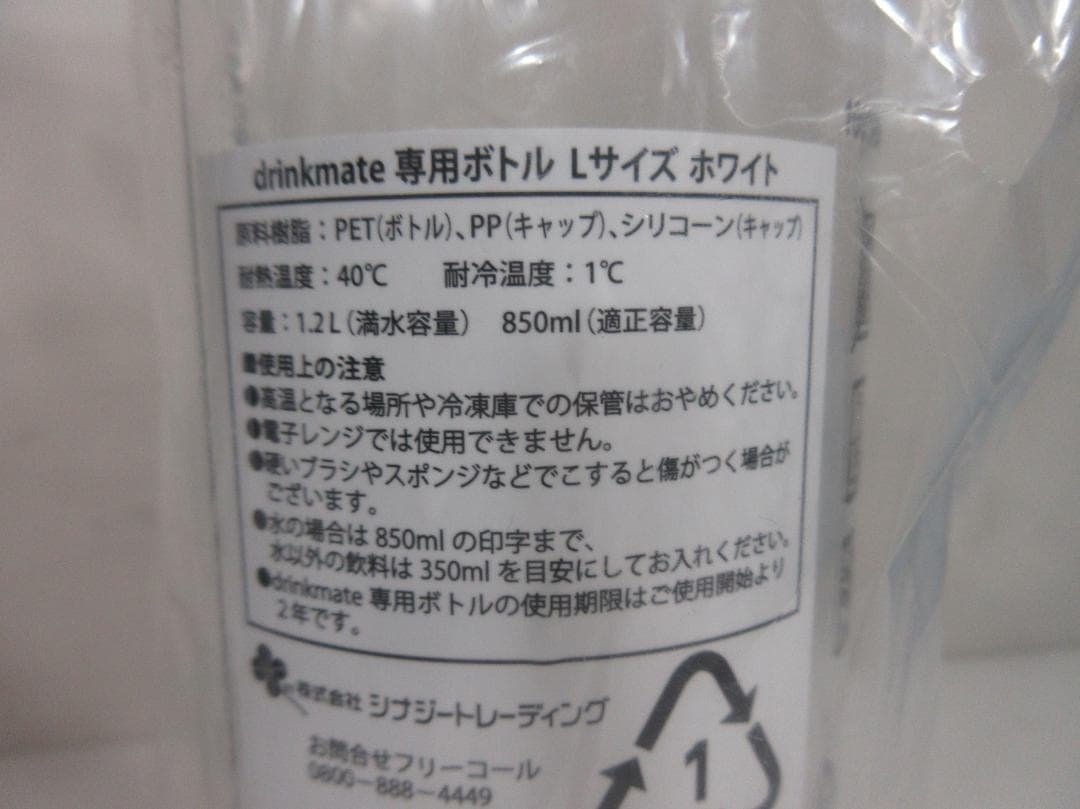 drinkmate 専用ボトル Lサイズ ホワイト
原料樹脂：PET(ボトル)、PP(キャップ)、シリコーン(キャップ)
耐熱温度：40℃ 耐冷温度：1℃
容量：1.2L(満水容量) 850ml(適正容量)
■使用上の注意
●高温となる場所や冷凍庫での保管はおやめください。
●電子レンジでは使用できません。
●硬いブラシやスポンジなどでこすると傷がつく場合が
ございます。
●水の場合は850mlの印字まで、
水以外の飲料は350mlを目安にしてお入れください。
●drinkmate 専用ボトルの使用期限はご使用開始より
2年です。
株式会社 シナジートレーディング
お問合せフリーコール
0800-888-4449
1